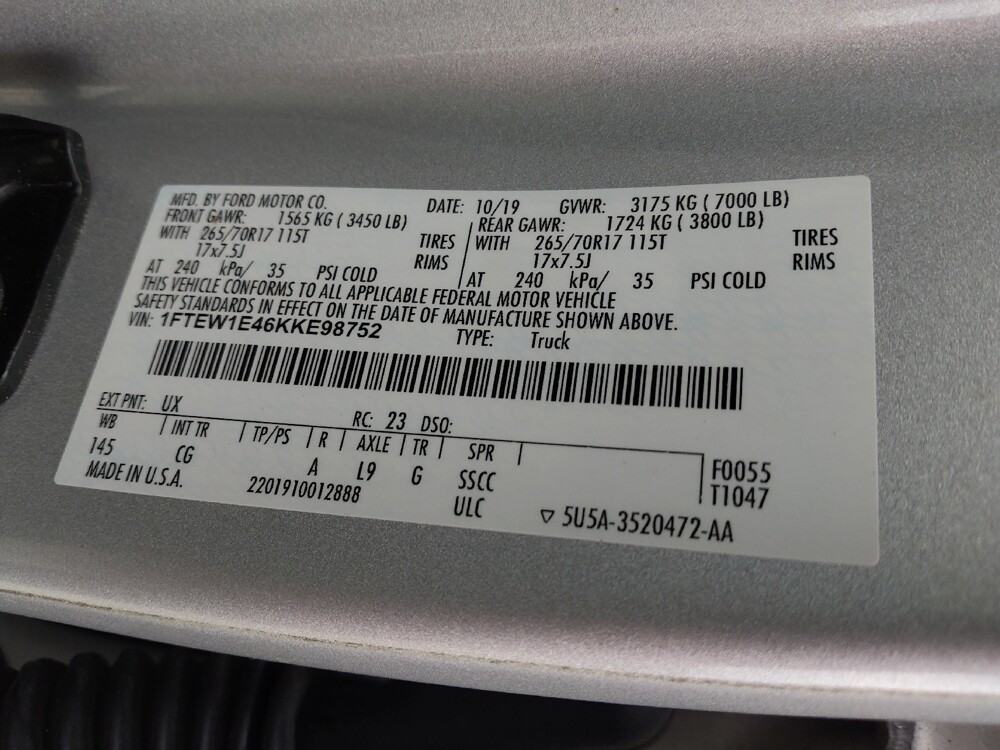 MFD. BY FORD MOTOR CO. DATE: 10/19 GVWR: 3175 KG ( 7000 LB)
FRONT GAWR: 1565 KG ( 3450 LB) REAR GAWR: 1724 KG ( 3800 LB)
WITH 265/70R17 115T TIRES WITH 265/70R17 115T TIRES
17x7.5J RIMS 17x7.5J RIMS
AT 240 kPa/ 35 PSI COLD AT 240 kPa/ 35 PSI COLD
THIS VEHICLE CONFORMS TO ALL APPLICABLE FEDERAL MOTOR VEHICLE
SAFETY STANDARDS IN EFFECT ON THE DATE OF MANUFACTURE SHOWN ABOVE.
VIN: 1FTEW1E46KKE98752 TYPE: Truck
EXT PNT: UX RC: 23 DSO:
WB INT TR TP/PS R AXLE TR SPR
145 CG A L9 G SSCC F0055
MADE IN U.S.A. 2201910012888 ULC T1047
▽ 5U5A-3520472-AA